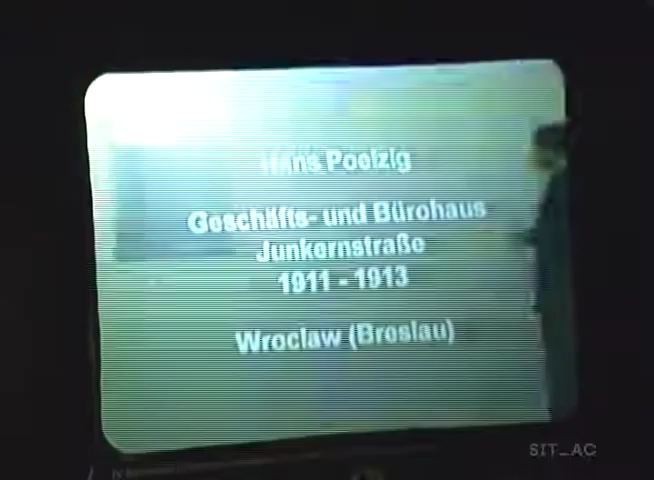 Hans Poelzig
Geschäfts- und Bürohaus
Junkernstraße
1911 - 1913
Wroclaw (Breslau)
SIT_AC